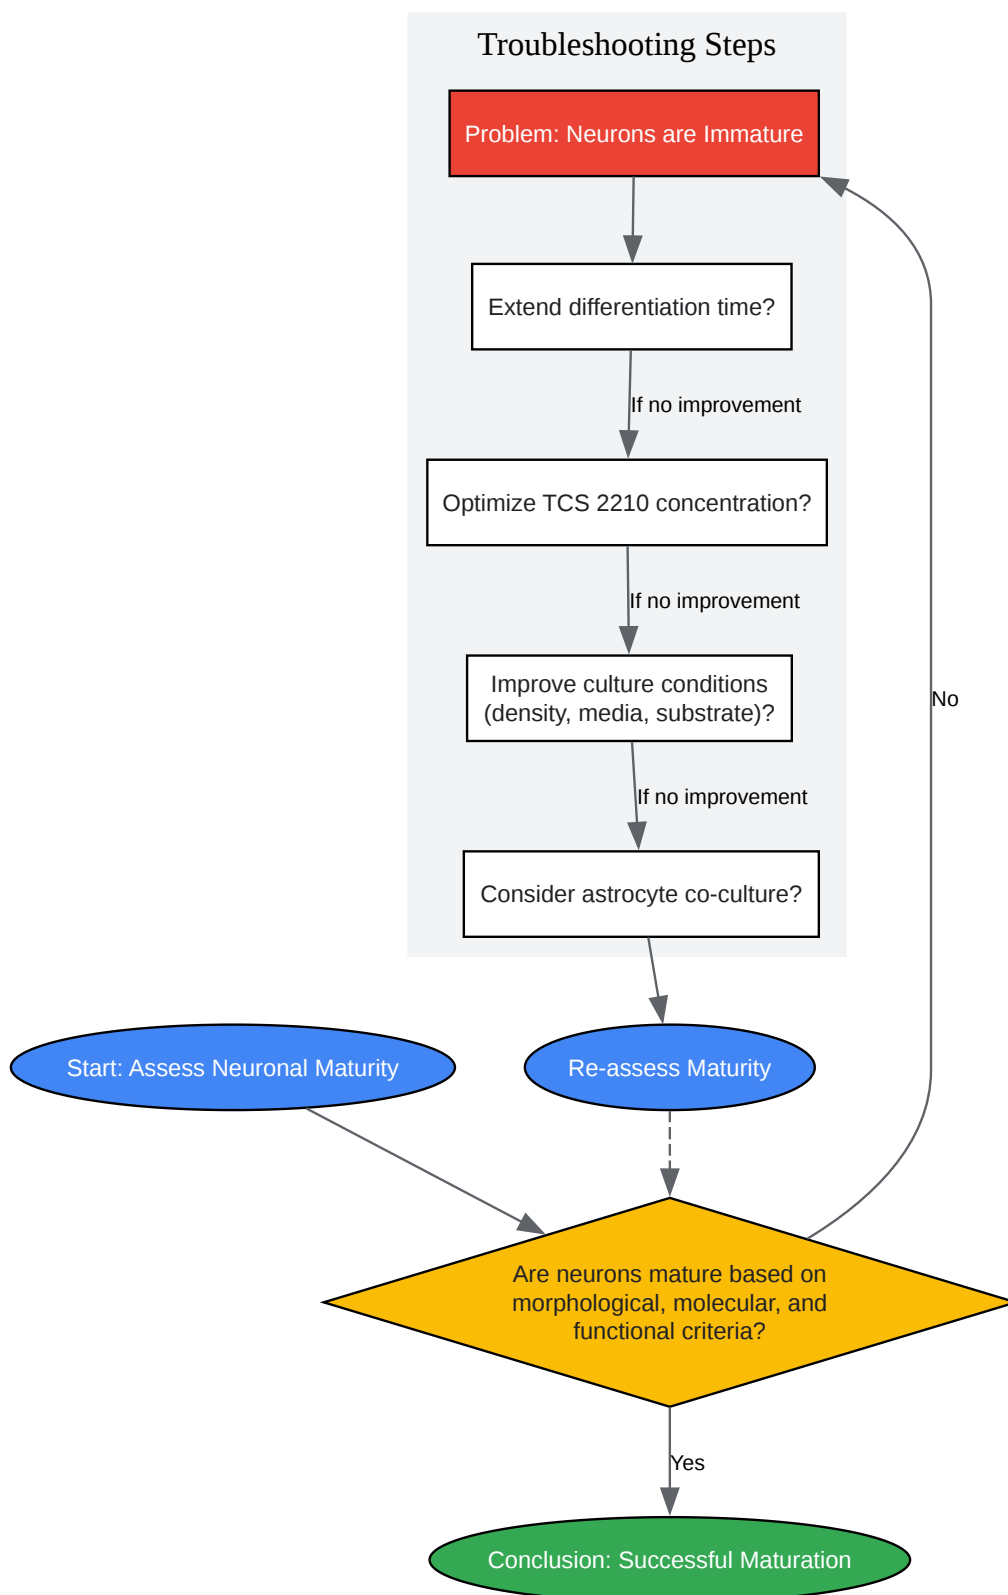 Troubleshooting Steps
Problem: Neurons are Immature
Extend differentiation time?
If no improvement
Optimize TCS 2210 concentration?
If no improvement
Improve culture conditions
(density, media, substrate)?
No
If no improvement
Consider astrocyte co-culture?
Start: Assess Neuronal Maturity
Re-assess Maturity
Are neurons mature based on
morphological, molecular, and
functional criteria?
Yes
Conclusion: Successful Maturation